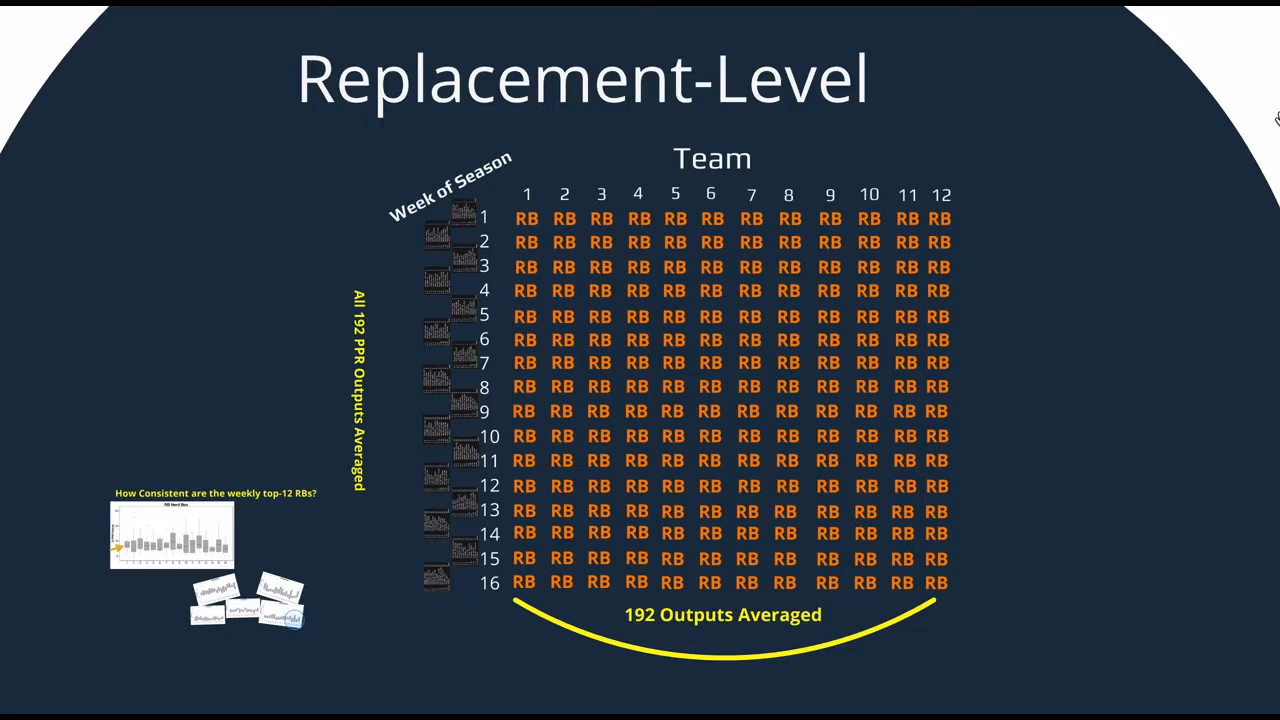 Replacement-Level
Week of Season
Team
1 2 3 4 5 6 7 8 9 10 11 12
1 RB RB RB RB RB RB RB RB RB RB RB RB
2 RB RB RB RB RB RB RB RB RB RB RB RB
3 RB RB RB RB RB RB RB RB RB RB RB RB
4 RB RB RB RB RB RB RB RB RB RB RB RB
5 RB RB RB RB RB RB RB RB RB RB RB RB
6 RB RB RB RB RB RB RB RB RB RB RB RB
7 RB RB RB RB RB RB RB RB RB RB RB RB
8 RB RB RB RB RB RB RB RB RB RB RB RB
9 RB RB RB RB RB RB RB RB RB RB RB RB
10 RB RB RB RB RB RB RB RB RB RB RB RB
11 RB RB RB RB RB RB RB RB RB RB RB RB
12 RB RB RB RB RB RB RB RB RB RB RB RB
13 RB RB RB RB RB RB RB RB RB RB RB RB
14 RB RB RB RB RB RB RB RB RB RB RB RB
15 RB RB RB RB RB RB RB RB RB RB RB RB
16 RB RB RB RB RB RB RB RB RB RB RB RB
All 192 PPR Outputs Averaged
192 Outputs Averaged
How Consistent are the weekly top-12 RBs?